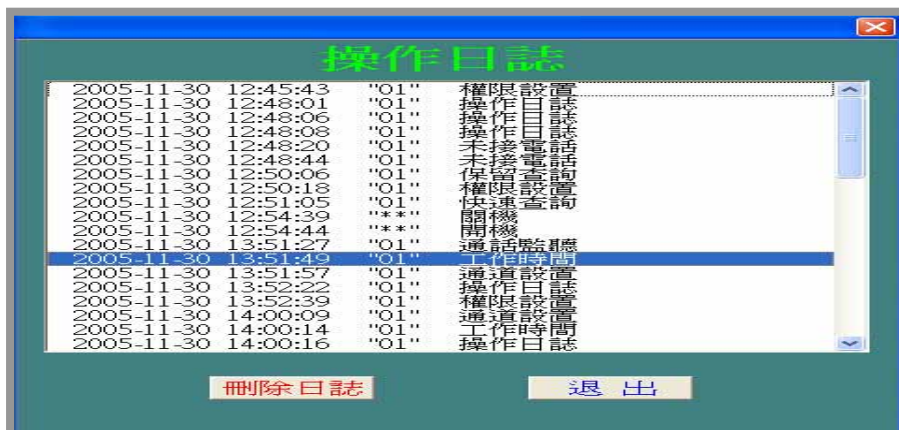 操作日誌
2005-11-30 12:45:43 "01" 權限設置
2005-11-30 12:48:01 "01" 操作日誌
2005-11-30 12:48:06 "01" 操作日誌
2005-11-30 12:48:08 "01" 操作日誌
2005-11-30 12:48:20 "01" 未接電話
2005-11-30 12:48:44 "01" 未接電話
2005-11-30 12:50:06 "01" 保留查詢
2005-11-30 12:50:18 "01" 權限設置
2005-11-30 12:51:05 "01" 快速查詢
2005-11-30 12:54:39 "**" 關機
2005-11-30 12:54:44 "**" 開機
2005-11-30 13:51:27 "01" 通話監聽
2005-11-30 13:51:49 "01" 工作時間
2005-11-30 13:51:57 "01" 通道設置
2005-11-30 13:52:22 "01" 操作日誌
2005-11-30 13:52:39 "01" 權限設置
2005-11-30 14:00:09 "01" 通道設置
2005-11-30 14:00:14 "01" 工作時間
2005-11-30 14:00:16 "01" 操作日誌
刪除日誌 退 出